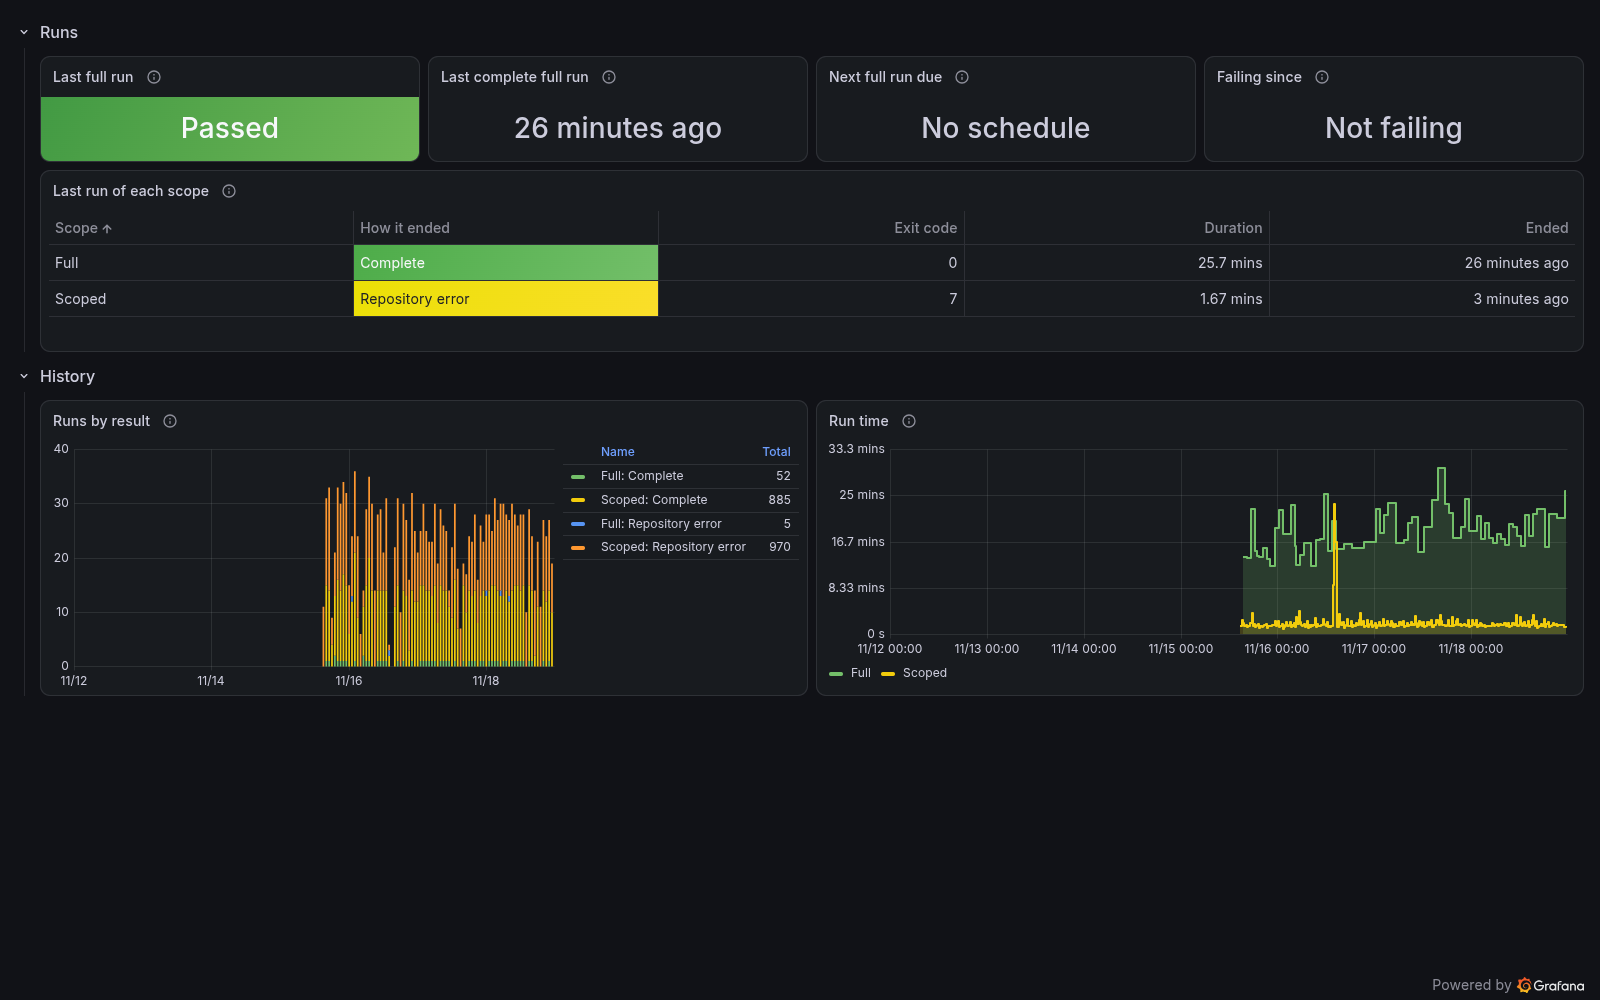 Runs
Last full run
Passed
Last complete full run
26 minutes ago
Next full run due
No schedule
Failing since
Not failing
Last run of each scope
Scope How it ended Exit code Duration Ended
Full Complete 0 25.7 mins 26 minutes ago
Scoped Repository error 7 1.67 mins 3 minutes ago
History
Runs by result
40
30
20
10
0
11/12 11/14 11/16 11/18
Name Total
Full: Complete 52
Scoped: Complete 885
Full: Repository error 5
Scoped: Repository error 970
Run time
33.3 mins
25 mins
16.7 mins
8.33 mins
0 s
11/12 00:00 11/13 00:00 11/14 00:00 11/15 00:00 11/16 00:00 11/17 00:00 11/18 00:00
Full Scoped
Powered by Grafana